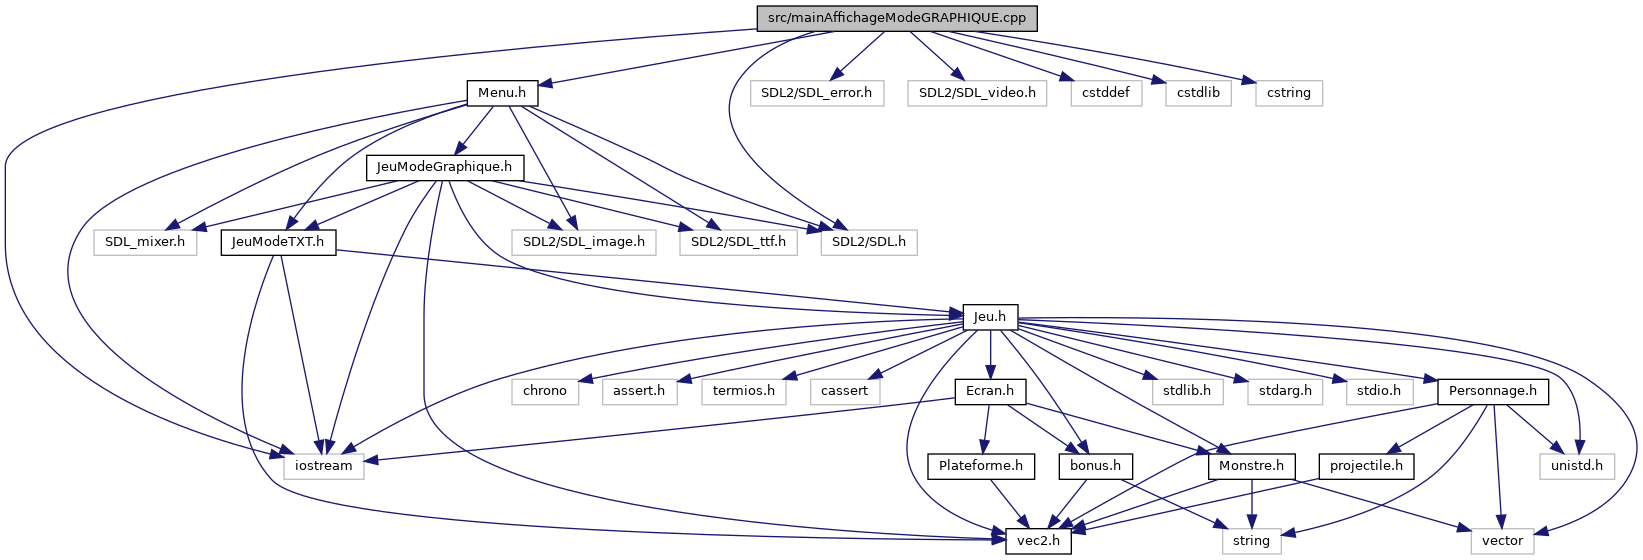 src/mainAffichageModeGRAPHIQUE.cpp
Menu.h
SDL2/SDL_error.h
SDL2/SDL_video.h
cstddef
cstdlib
cstring
JeuModeGraphique.h
SDL_mixer.h
JeuModeTXT.h
SDL2/SDL_image.h
SDL2/SDL_ttf.h
SDL2/SDL.h
Jeu.h
chrono
assert.h
termios.h
cassert
Ecran.h
stdlib.h
stdarg.h
stdio.h
Personnage.h
iostream
Plateforme.h
bonus.h
Monstre.h
projectile.h
unistd.h
vec2.h
string
vector